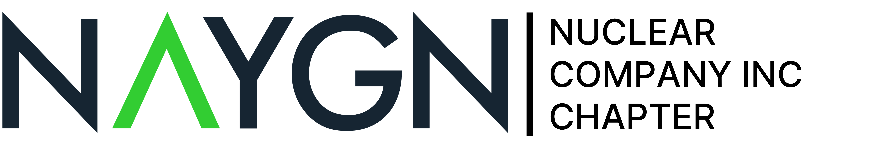 NAYGN
NUCLEAR
COMPANY INC
CHAPTER